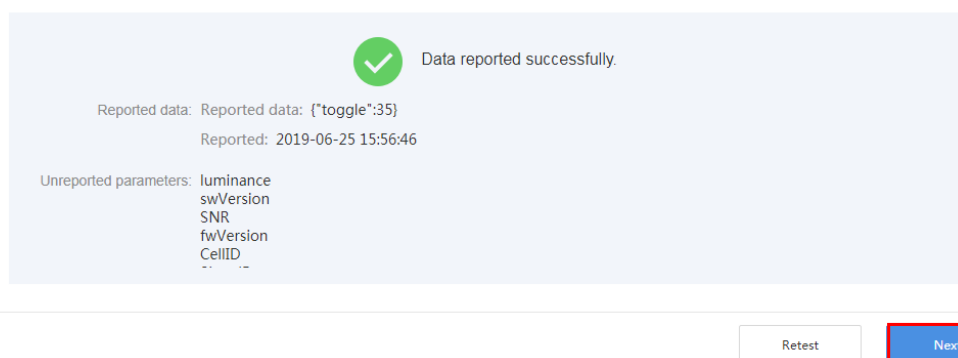 Data reported successfully.
Reported data: Reported data: {"toggle":35}
Reported: 2019-06-25 15:56:46
Unreported parameters: luminance
swVersion
SNR
fwVersion
CellID
Retest
Next